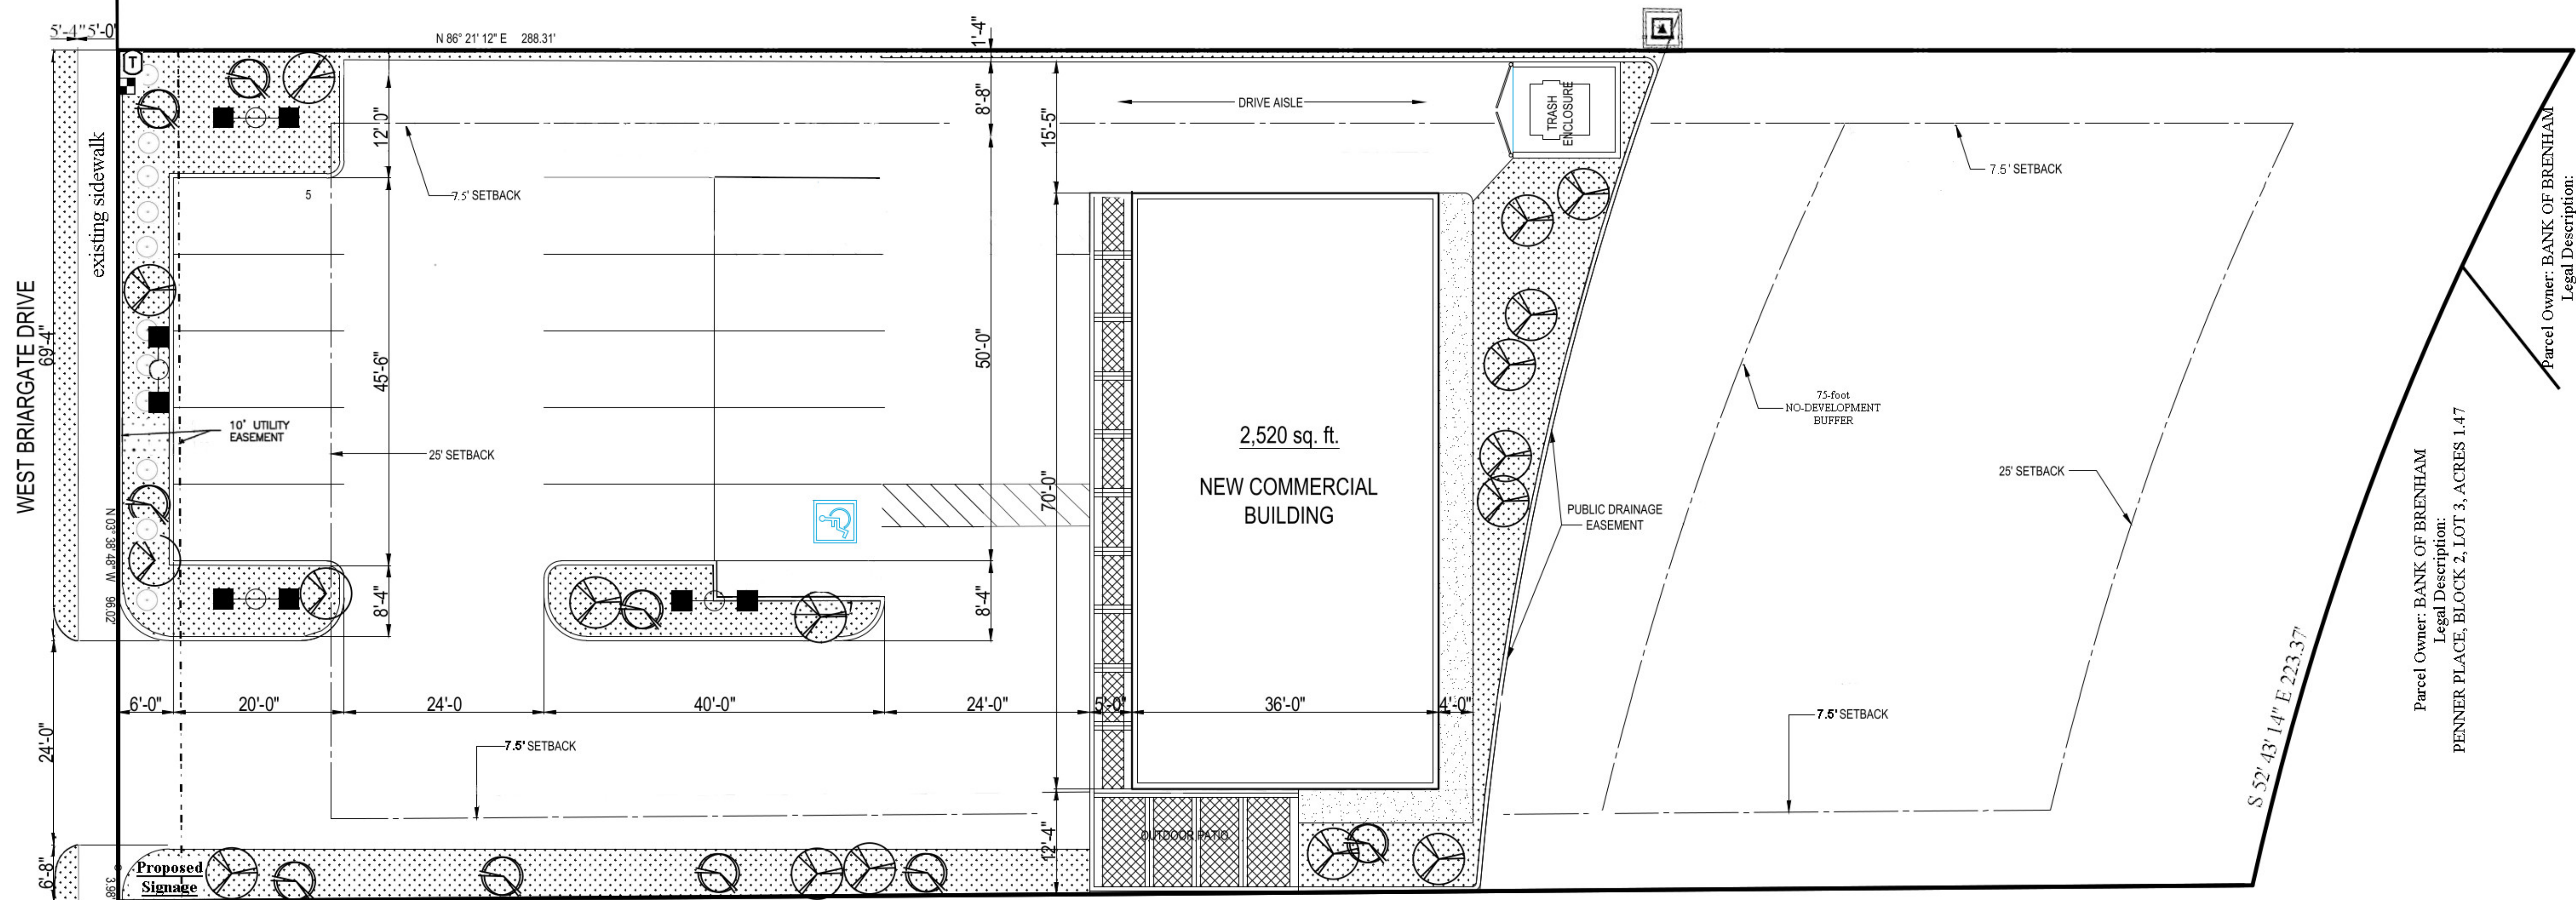 5'-4"
5'-0"
N 86° 21' 12" E 288.31'
1'-4"
T
existing sidewalk
WEST BRIARGATE DRIVE
69'-4"
12'-0"
8'-8"
15'-5"
DRIVE AISLE
TRASH
ENCLOSURE
7.5' SETBACK
7.5' SETBACK
5
45'-6"
50'-0"
10' UTILITY
EASEMENT
25' SETBACK
2,520 sq. ft.
NEW COMMERCIAL
BUILDING
70'-0"
PUBLIC DRAINAGE
EASEMENT
75-foot
NO-DEVELOPMENT
BUFFER
25' SETBACK
Parcel Owner: BANK OF BRENHAM
Legal Description:
Parcel Owner: BANK OF BRENHAM
Legal Description:
PENNER PLACE, BLOCK 2, LOT 3, ACRES 1.47
N 03° 38' 48" W 96.02'
8'-4"
8'-4"
6'-0"
20'-0"
24'-0
40'-0"
24'-0"
5'-0"
36'-0"
4'-0"
7.5' SETBACK
7.5' SETBACK
S 52' 43' 14" E 223.37'
24'-0"
12'-4"
OUTDOOR PATIO
6'-8"
3.98'
Proposed
Signage